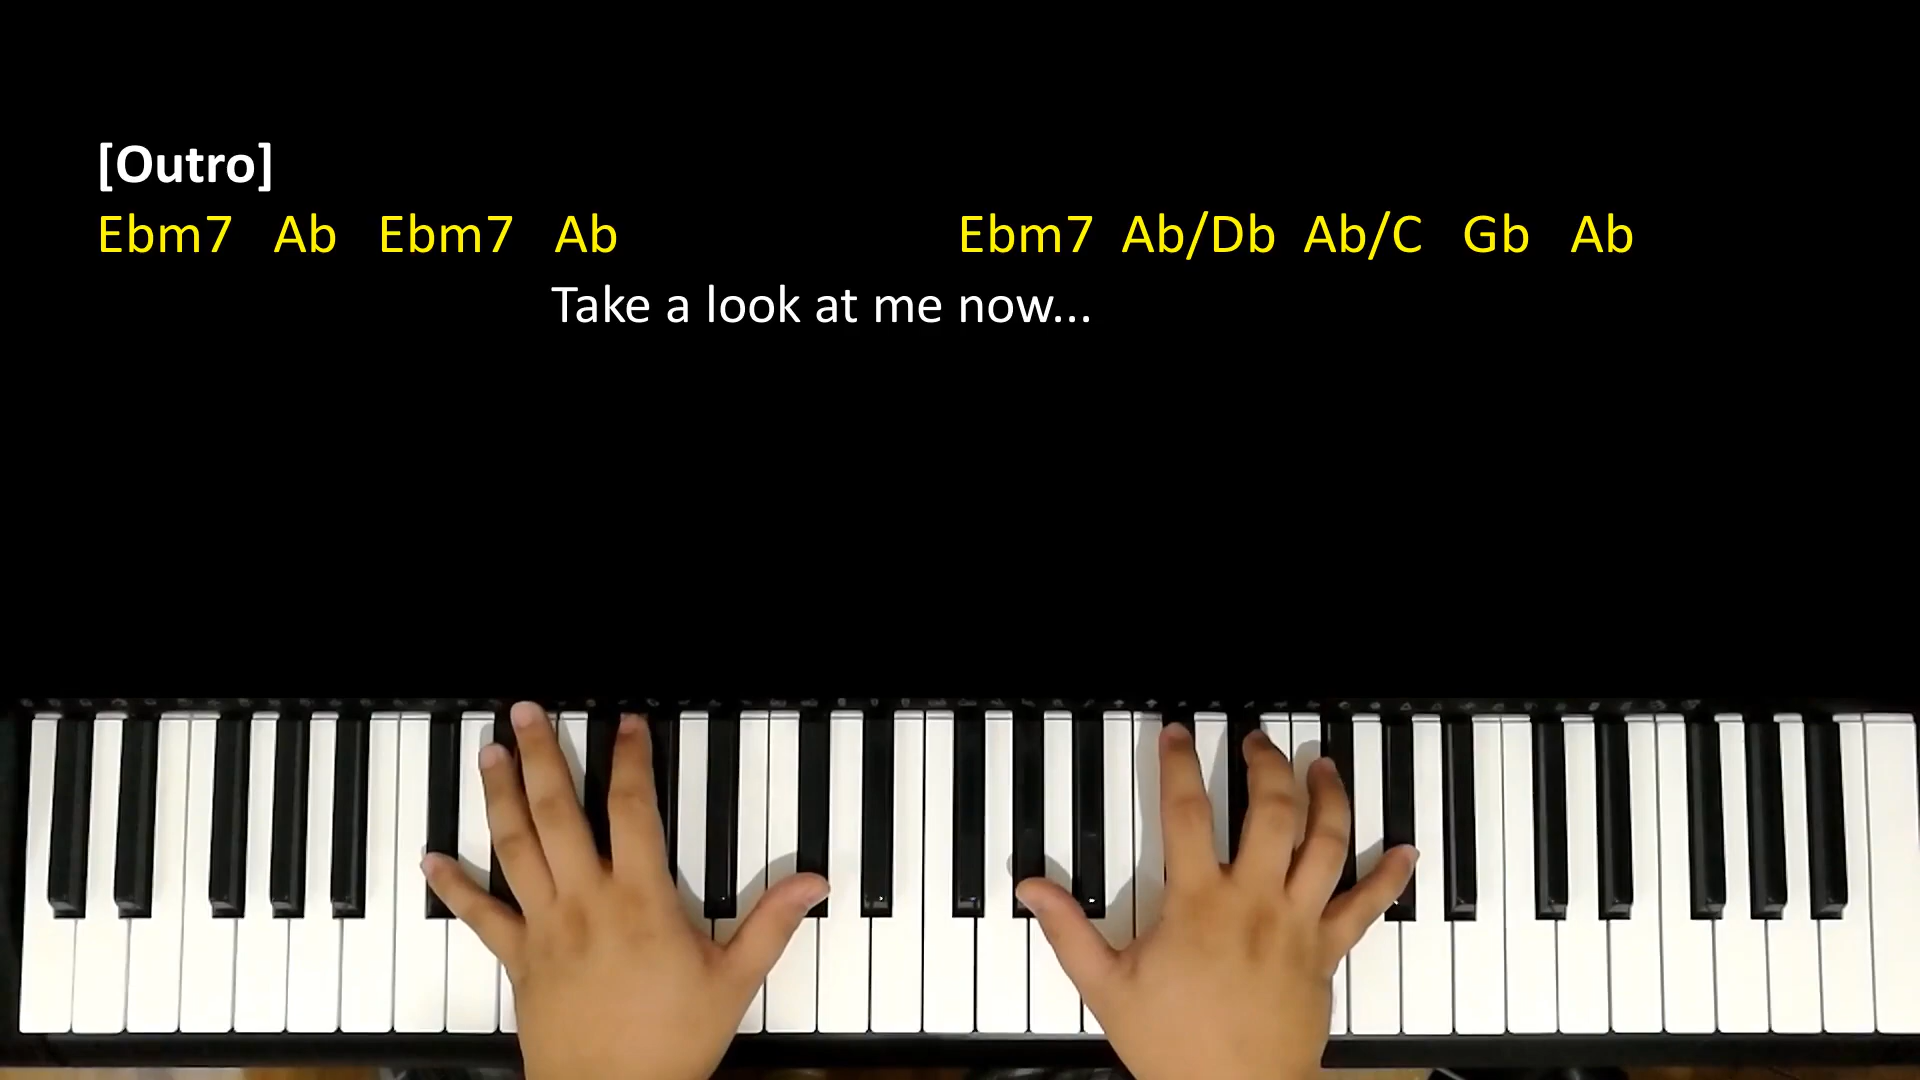 [Outro]
Ebm7 Ab Ebm7 Ab Ebm7 Ab/Db Ab/C Gb Ab
Take a look at me now...